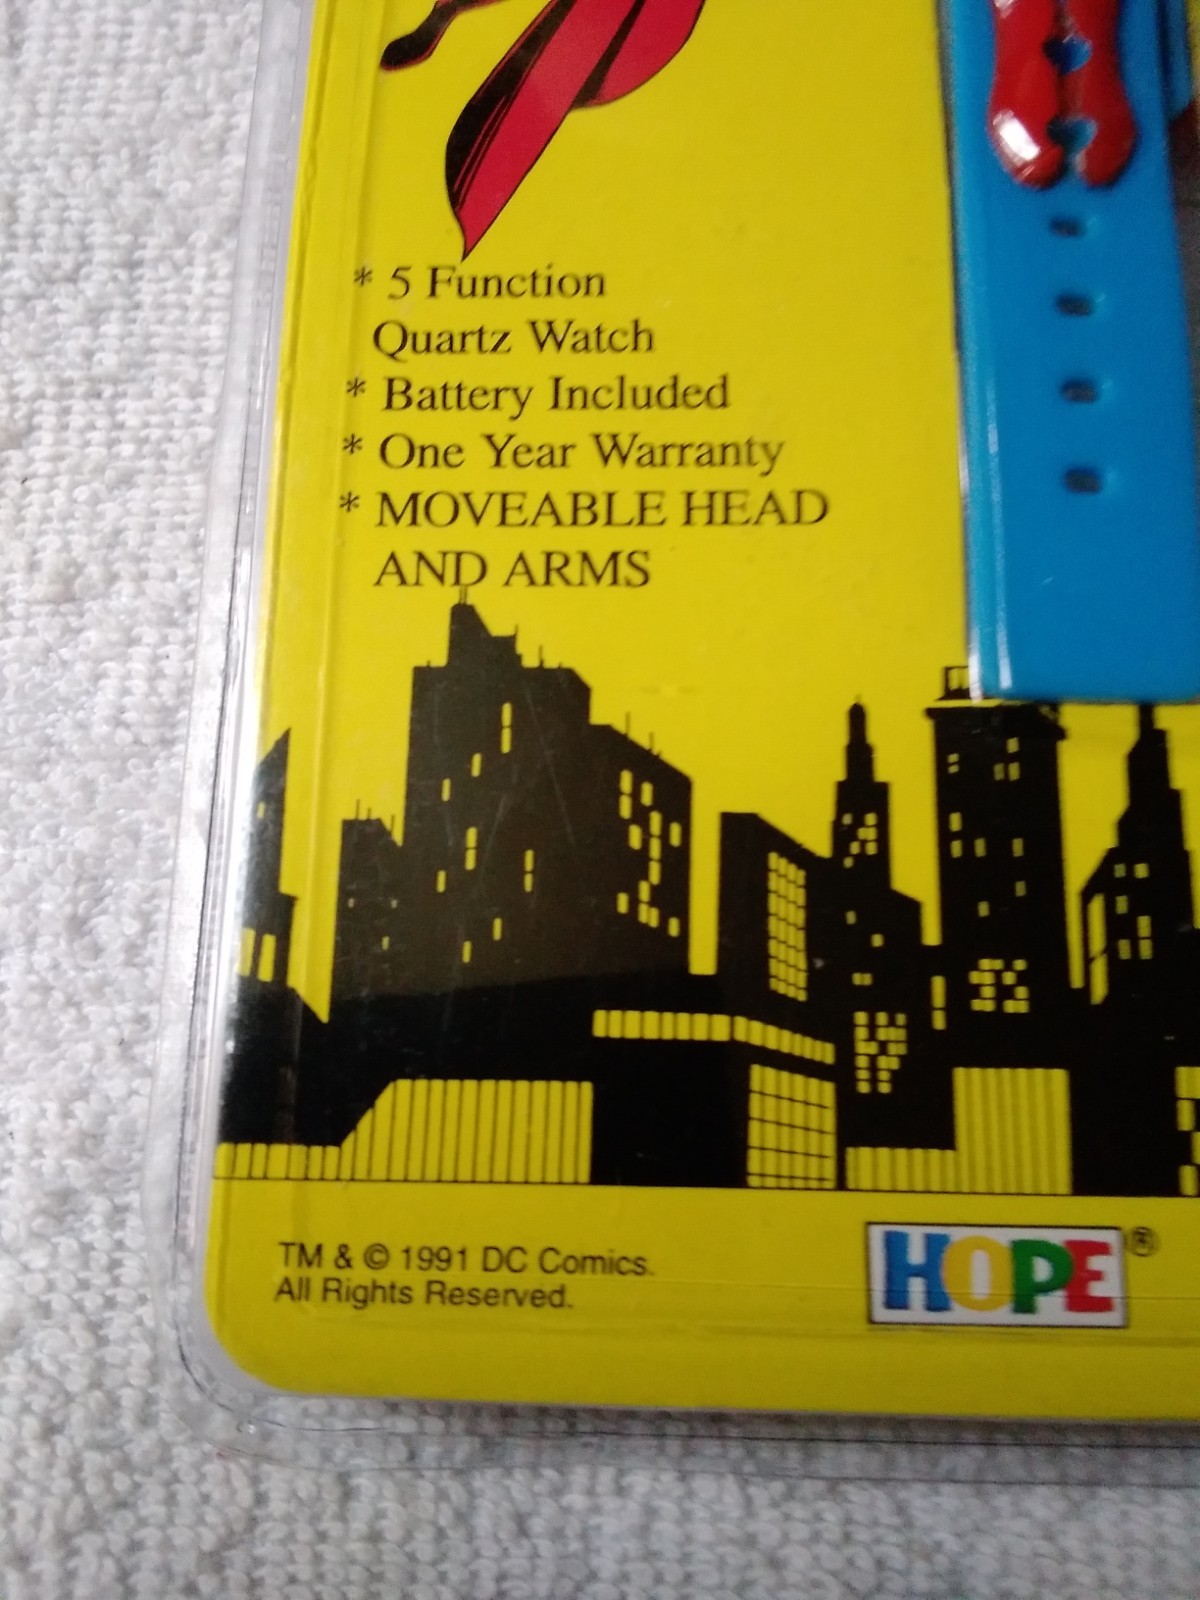 * 5 Function
Quartz Watch
* Battery Included
* One Year Warranty
* MOVEABLE HEAD
AND ARMS
TM & © 1991 DC Comics.
All Rights Reserved.
HOPE®